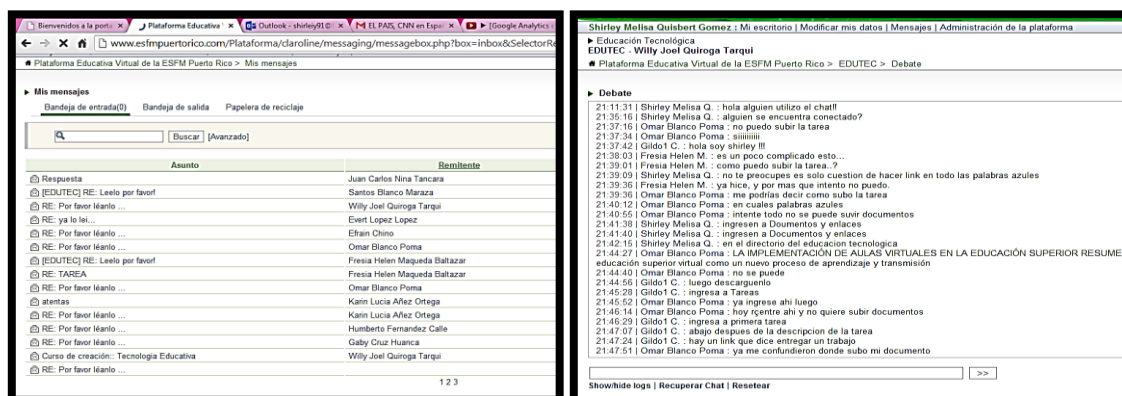 Bienvenidos a la porta
Plataforma Educativa
Outlook - shirleiy91@
EL PAIS, CNN en Espa
[Google Analytics
www.esfmpuertorico.com/Plataforma/claroline/messaging/messagebox.php?box=inbox&SelectorRe
Plataforma Educativa Virtual de la ESFM Puerto Rico > Mis mensajes
Mis mensajes
Bandeja de entrada(0) Bandeja de salida Papelera de reciclaje
Buscar [Avanzado]
Asunto Remitente
Respuesta Juan Carlos Nina Tancara
[EDUTEC] RE: Leelo por favor! Santos Blanco Maraza
RE: Por favor léanlo ... Willy Joel Quiroga Tarqui
RE: ya lo lei... Evert Lopez Lopez
RE: Por favor léanlo ... Efrain Chino
RE: Por favor léanlo ... Omar Blanco Poma
[EDUTEC] RE: Leelo por favor! Fresia Helen Maqueda Baltazar
RE: TAREA Fresia Helen Maqueda Baltazar
RE: Por favor léanlo ... Omar Blanco Poma
atentas Karin Lucia Añez Ortega
RE: Por favor léanlo ... Karin Lucia Añez Ortega
RE: Por favor léanlo ... Humberto Fernandez Calle
RE: Por favor léanlo ... Gaby Cruz Huanca
Curso de creación:: Tecnologia Educativa Willy Joel Quiroga Tarqui
RE: Por favor léanlo ...
1 2 3
Shirley Melisa Quisbert Gomez : Mi escritorio | Modificar mis datos | Mensajes | Administración de la plataforma
Educación Tecnológica
EDUTEC - Willy Joel Quiroga Tarqui
Plataforma Educativa Virtual de la ESFM Puerto Rico > EDUTEC > Debate
Debate
21:11:31 | Shirley Melisa Q. : hola alguien utilizo el chat!!
21:35:16 | Shirley Melisa Q. : alguien se encuentra conectado?
21:37:16 | Omar Blanco Poma : no puedo subir la tarea
21:37:34 | Omar Blanco Poma : siiiiiiiii
21:37:42 | Gildo1 C. : hola soy shirley !!!
21:38:03 | Fresia Helen M. : es un poco complicado esto...
21:39:01 | Fresia Helen M. : como puedo subir la tarea..?
21:39:09 | Shirley Melisa Q. : no te preocupes es solo cuestion de hacer link en todo las palabras azules
21:39:36 | Fresia Helen M. : ya hice, y por mas que intento no puedo.
21:39:36 | Omar Blanco Poma : me podrías decir como subo la tarea
21:40:12 | Omar Blanco Poma : en cuales palabras azules
21:40:55 | Omar Blanco Poma : intente todo no se puede suvir documentos
21:41:38 | Shirley Melisa Q. : ingresen a Doumentos y enlaces
21:41:40 | Shirley Melisa Q. : ingresen a Documentos y enlaces
21:42:15 | Shirley Melisa Q. : en el directorio del educacion tecnologica
21:44:27 | Omar Blanco Poma : LA IMPLEMENTACIÓN DE AULAS VIRTUALES EN LA EDUCACIÓN SUPERIOR RESUME
educación superior virtual como un nuevo proceso de aprendizaje y transmisión
21:44:40 | Omar Blanco Poma : no se puede
21:44:56 | Gildo1 C. : luego descarguenlo
21:45:28 | Gildo1 C. : ingresa a Tareas
21:45:52 | Omar Blanco Poma : ya ingrese ahi luego
21:46:14 | Omar Blanco Poma : hoy rçentre ahi y no quiere subir documentos
21:46:29 | Gildo1 C. : ingresa a primera tarea
21:47:07 | Gildo1 C. : abajo despues de la descripcion de la tarea
21:47:24 | Gildo1 C. : hay un link que dice entregar un trabajo
21:47:51 | Omar Blanco Poma : ya me confundieron donde subo mi documento
>>
Show/hide logs | Recuperar Chat | Resetear